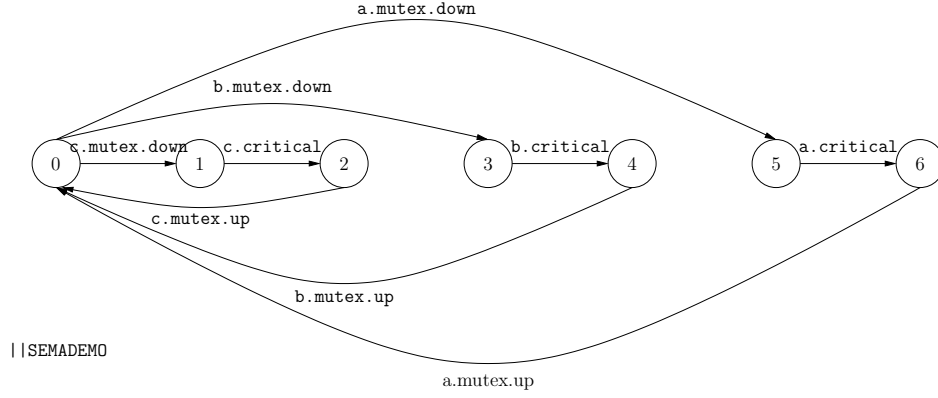 a.mutex.down
b.mutex.down
c.mutex.down c.critical b.critical a.critical
0 1 2 3 4 5 6
c.mutex.up
b.mutex.up
||SEMADEMO
a.mutex.up